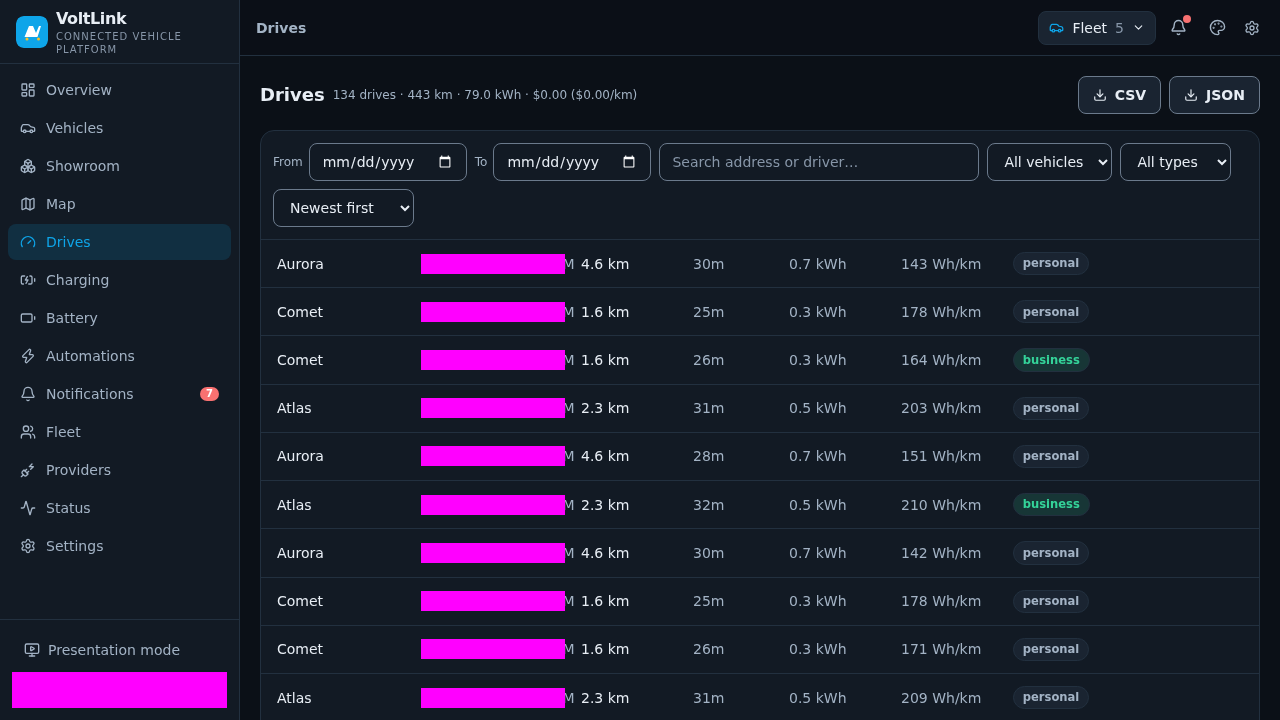 VoltLink
CONNECTED VEHICLE
PLATFORM
Drives
Fleet 5
Overview
Vehicles
Showroom
Map
Drives
Charging
Battery
Automations
Notifications 7
Fleet
Providers
Status
Settings
Presentation mode
Drives 134 drives · 443 km · 79.0 kWh · $0.00 ($0.00/km)
CSV JSON
From mm/dd/yyyy To mm/dd/yyyy Search address or driver… All vehicles All types
Newest first
Aurora M 4.6 km 30m 0.7 kWh 143 Wh/km personal
Comet M 1.6 km 25m 0.3 kWh 178 Wh/km personal
Comet M 1.6 km 26m 0.3 kWh 164 Wh/km business
Atlas M 2.3 km 31m 0.5 kWh 203 Wh/km personal
Aurora M 4.6 km 28m 0.7 kWh 151 Wh/km personal
Atlas M 2.3 km 32m 0.5 kWh 210 Wh/km business
Aurora M 4.6 km 30m 0.7 kWh 142 Wh/km personal
Comet M 1.6 km 25m 0.3 kWh 178 Wh/km personal
Comet M 1.6 km 26m 0.3 kWh 171 Wh/km personal
Atlas M 2.3 km 31m 0.5 kWh 209 Wh/km personal